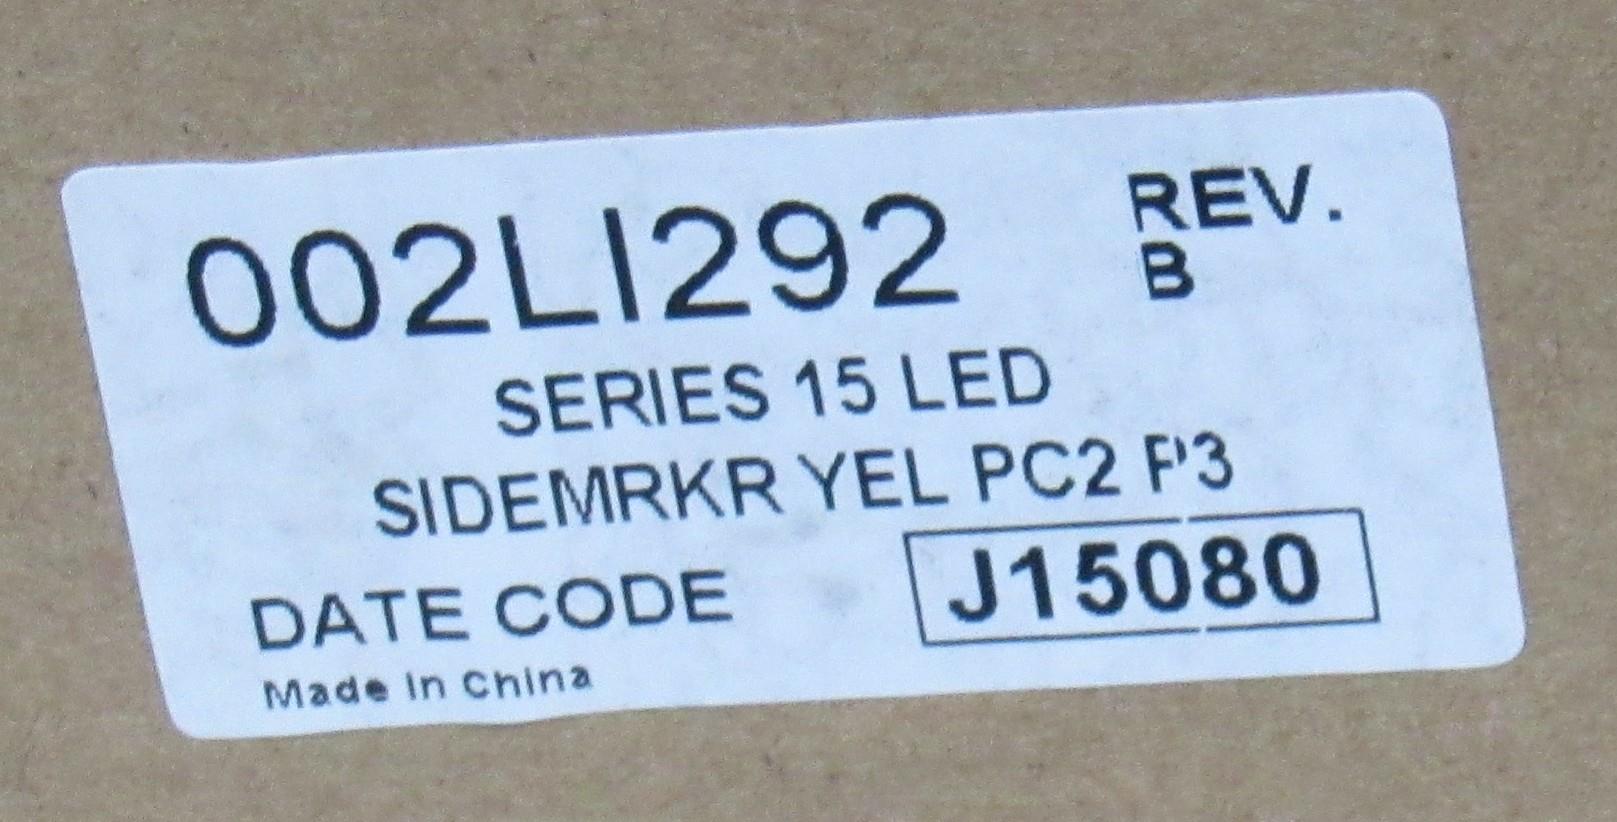 002LI292 REV. B
SERIES 15 LED
SIDEMRKR YEL PC2 P3
DATE CODE J15080
Made In China